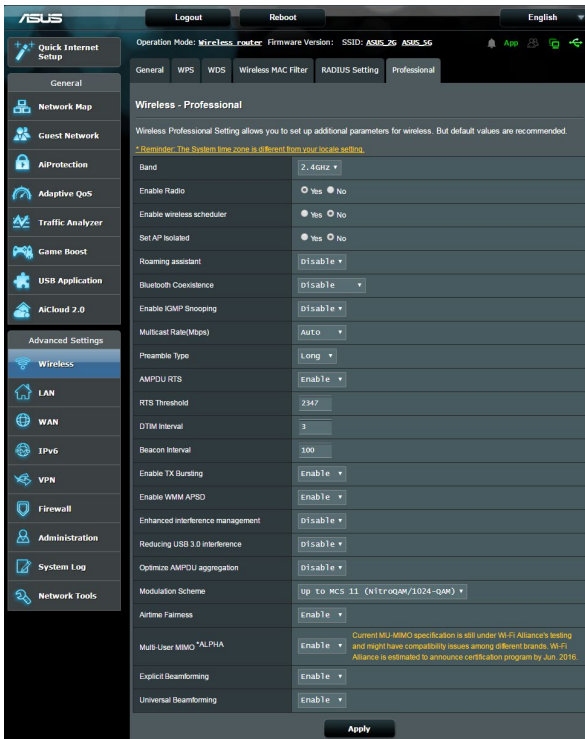 ASUS
Logout
Reboot
English
Quick Internet
Setup
Operation Mode: Wireless router Firmware Version: SSID: ASUS_2G ASUS_5G
App
General
WPS
WDS
Wireless MAC Filter
RADIUS Setting
Professional
General
Network Map
Guest Network
AiProtection
Adaptive QoS
Traffic Analyzer
Game Boost
USB Application
AiCloud 2.0
Advanced Settings
Wireless
LAN
WAN
IPv6
VPN
Firewall
Administration
System Log
Network Tools
Wireless - Professional
Wireless Professional Setting allows you to set up additional parameters for wireless. But default values are recommended.
* Reminder: The System time zone is different from your locale setting.
Band 2.4GHz
Enable Radio Yes No
Enable wireless scheduler Yes No
Set AP Isolated Yes No
Roaming assistant Disable
Bluetooth Coexistence Disable
Enable IGMP Snooping Disable
Multicast Rate(Mbps) Auto
Preamble Type Long
AMPDU RTS Enable
RTS Threshold 2347
DTIM Interval 3
Beacon Interval 100
Enable TX Bursting Enable
Enable WMM APSD Enable
Enhanced interference management Disable
Reducing USB 3.0 interference Disable
Optimize AMPDU aggregation Disable
Modulation Scheme Up to MCS 11 (NitroQAM/1024-QAM)
Airtime Fairness Enable
Multi-User MIMO *ALPHA Enable
Current MU-MIMO specification is still under Wi-Fi Alliance's testing
and might have compatibility issues among different brands. Wi-Fi
Alliance is estimated to announce certification program by Jun. 2016.
Explicit Beamforming Enable
Universal Beamforming Enable
Apply